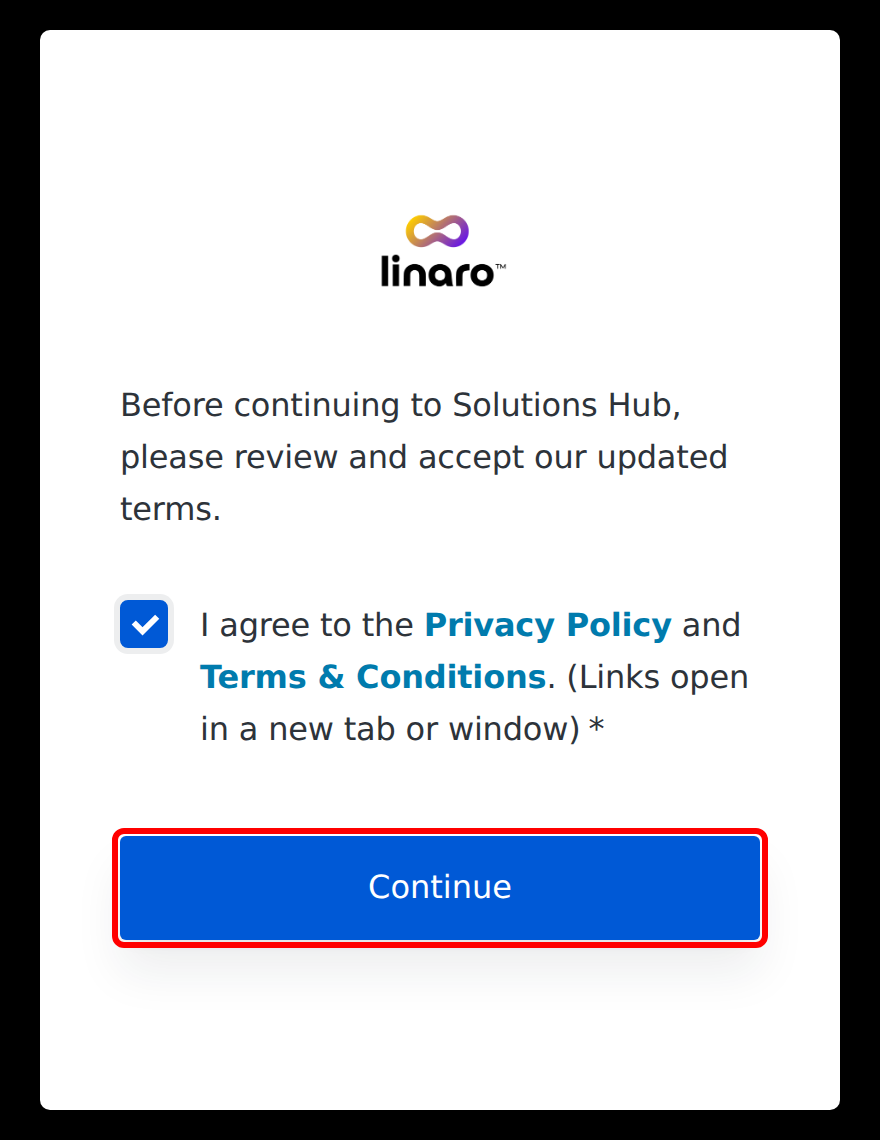 linaro™
Before continuing to Solutions Hub,
please review and accept our updated
terms.
I agree to the Privacy Policy and
Terms & Conditions. (Links open
in a new tab or window) *
Continue